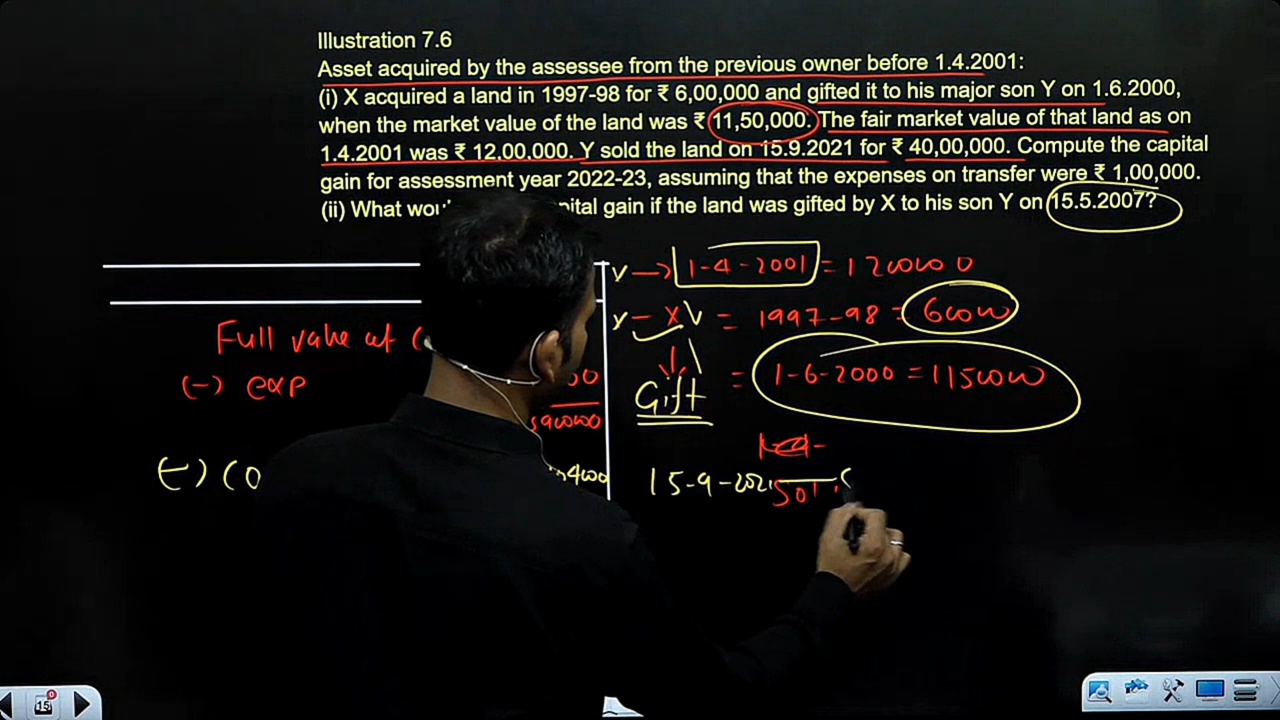 Illustration 7.6
Asset acquired by the assessee from the previous owner before 1.4.2001:
(i) X acquired a land in 1997-98 for ₹ 6,00,000 and gifted it to his major son Y on 1.6.2000,
when the market value of the land was ₹ 11,50,000. The fair market value of that land as on
1.4.2001 was ₹ 12,00,000. Y sold the land on 15.9.2021 for ₹ 40,00,000. Compute the capital
gain for assessment year 2022-23, assuming that the expenses on transfer were ₹ 1,00,000.
(ii) What wou pital gain if the land was gifted by X to his son Y on 15.5.2007?
Y → 1-4-2001 = 1200000
Y - X = 1997-98 = 600000
Full value of C
(-) exp
Gift = 1-6-2000 = 1150000
(-) CO
15-9-2021
15
0